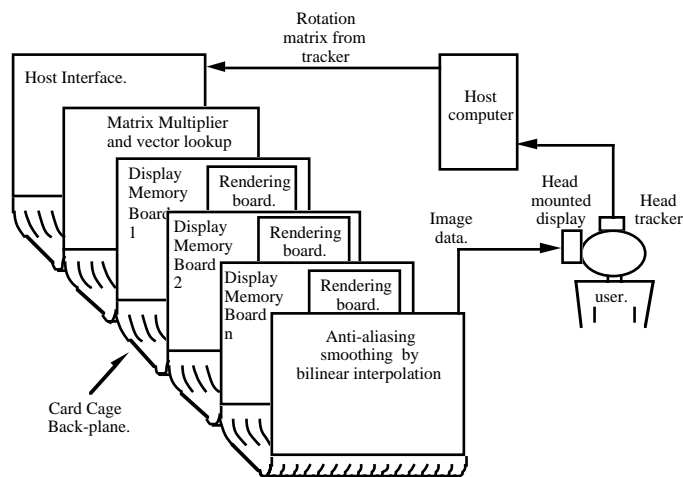 Rotation
matrix from
tracker
Host Interface.
Host
computer
Matrix Multiplier
and vector lookup
Display
Memory
Board
1
Rendering
board.
Head
mounted
display
Head
tracker
Image
data.
Display
Memory
Board
2
Rendering
board.
Display
Memory
Board
n
Rendering
board.
user.
Anti-aliasing
smoothing by
bilinear interpolation
Card Cage
Back-plane.